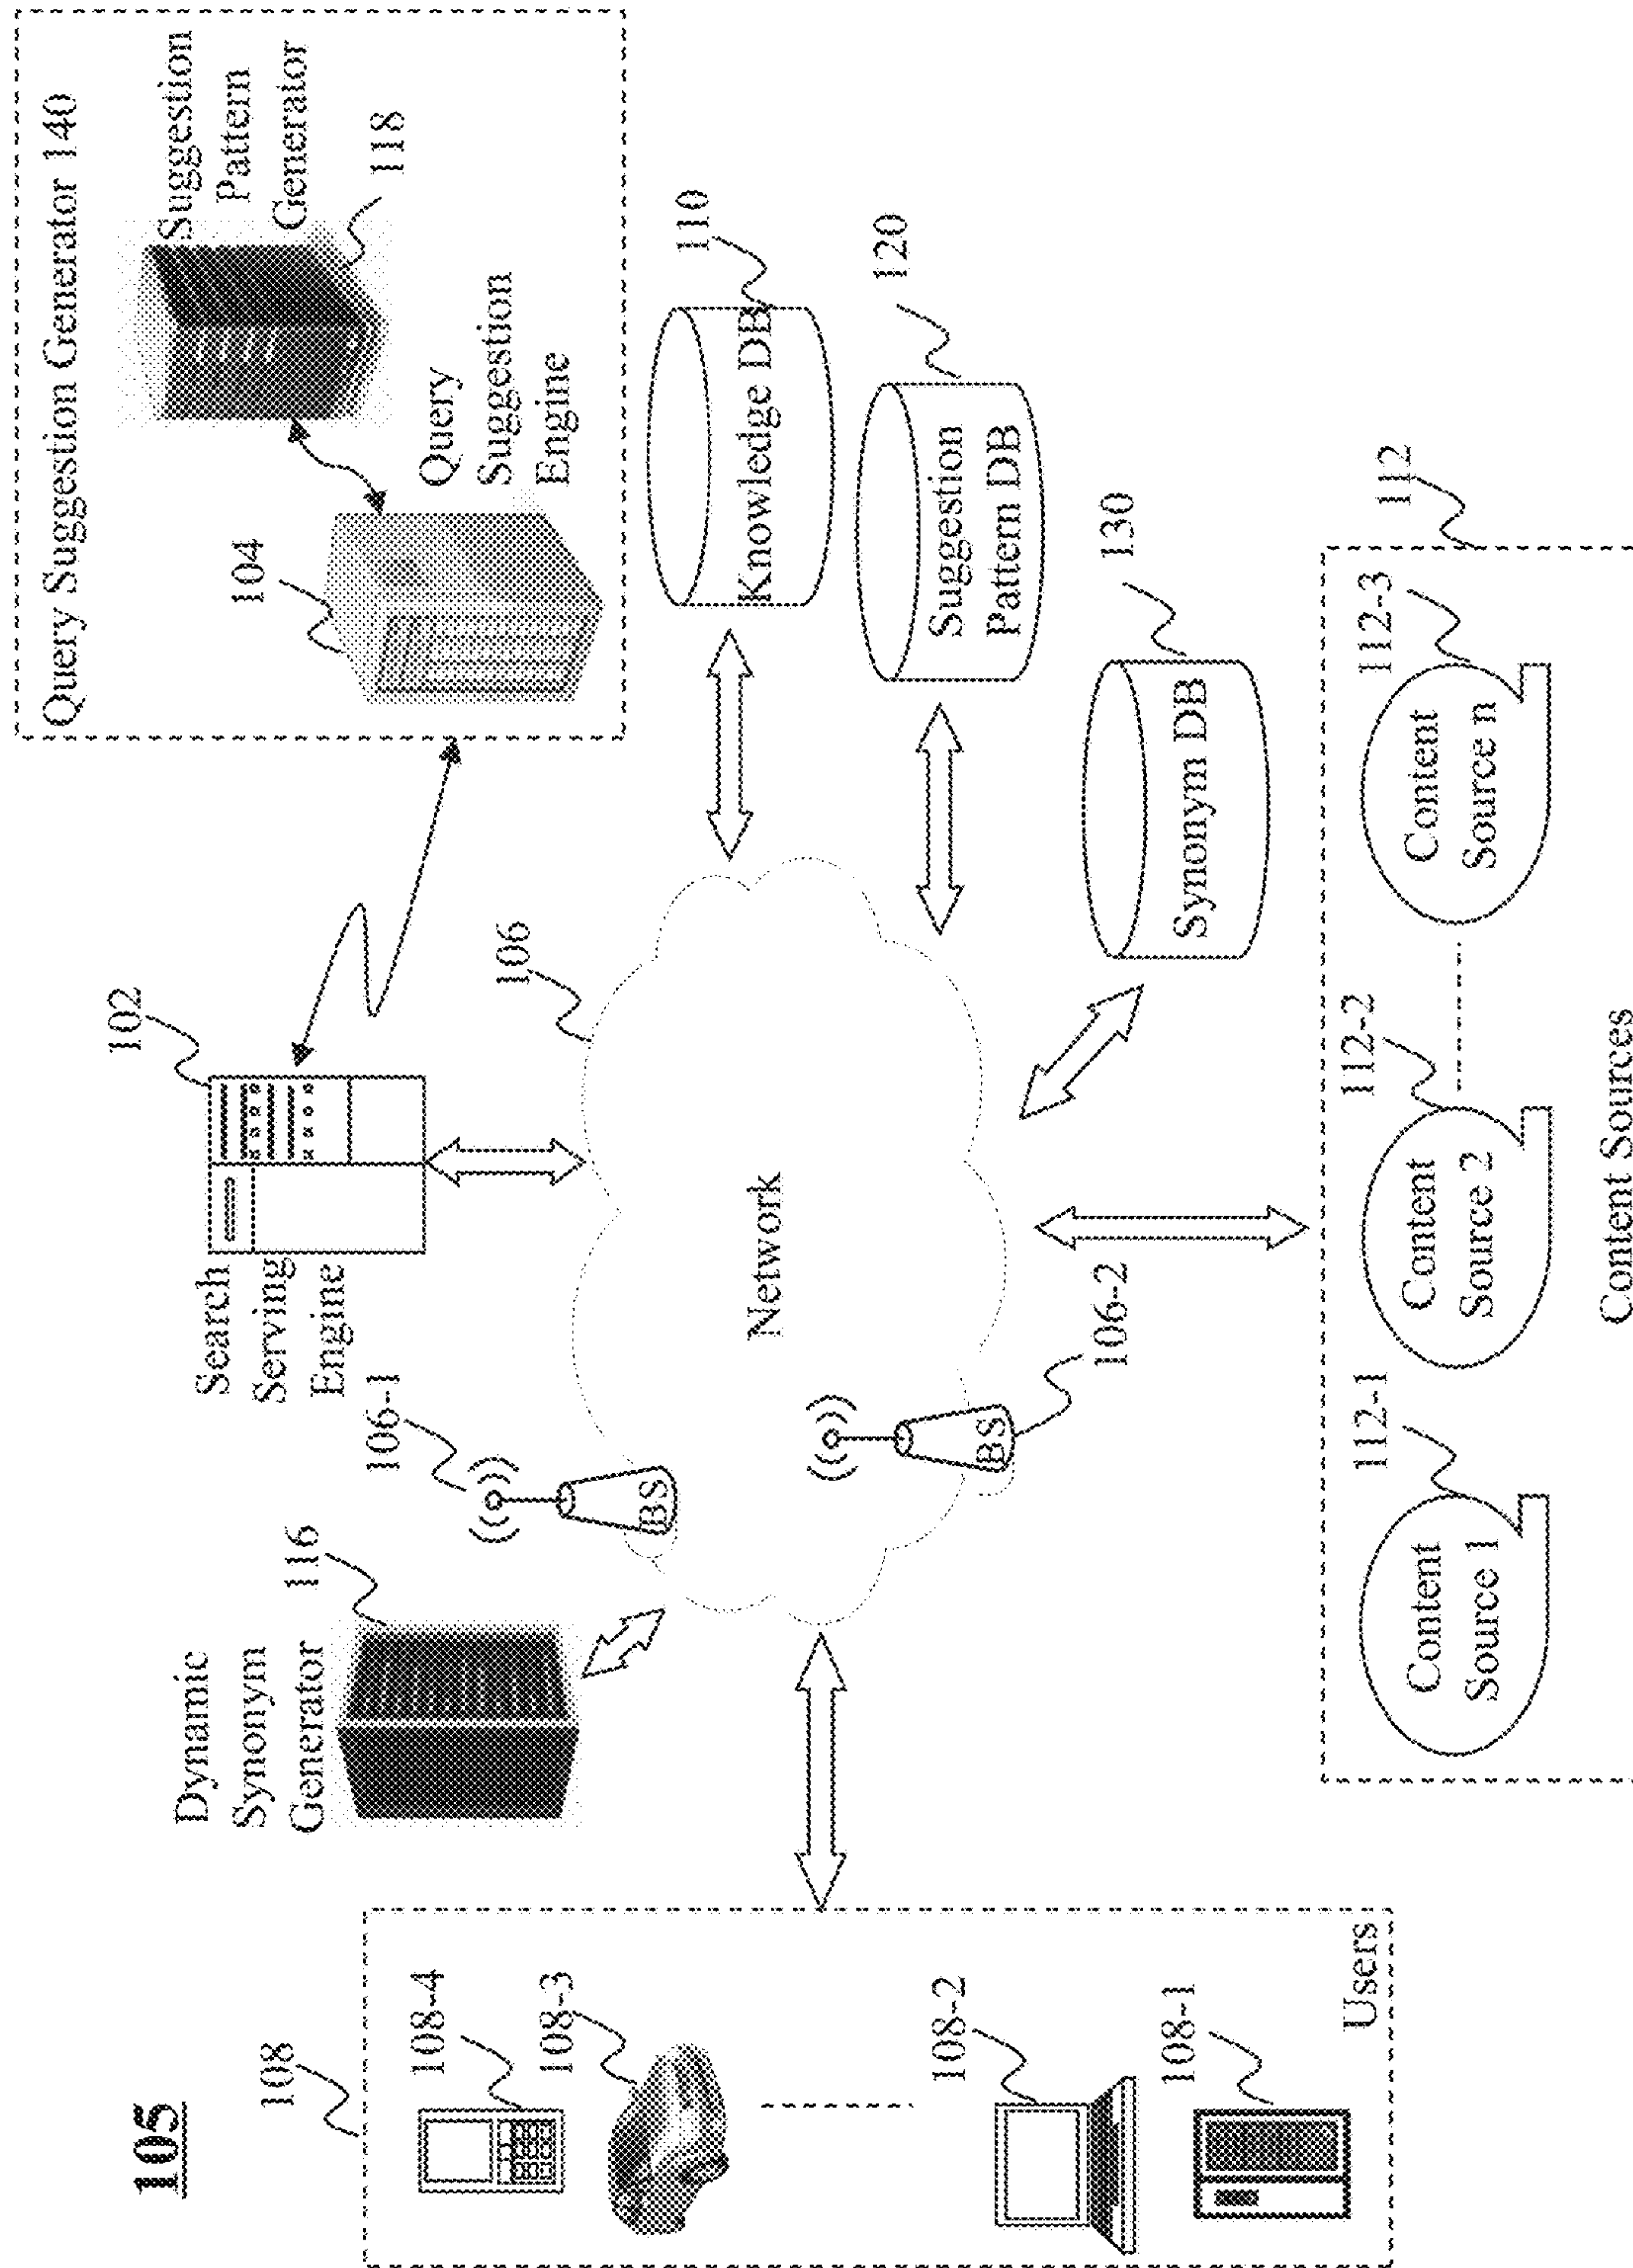 105
108
108-4
108-3
108-2
108-1
Users
Dynamic
Synonym
Generator
116
106-1
BS
Search
Serving
Engine
102
106
Network
BS
106-2
Query Suggestion Generator 140
104
Query
Suggestion
Engine
Suggestion
Pattern
Generator
118
Knowledge DB
110
Suggestion
Pattern DB
120
Synonym DB
130
112
Content
Source 1
112-1
Content
Source 2
112-2
Content
Source n
112-3
Content Sources